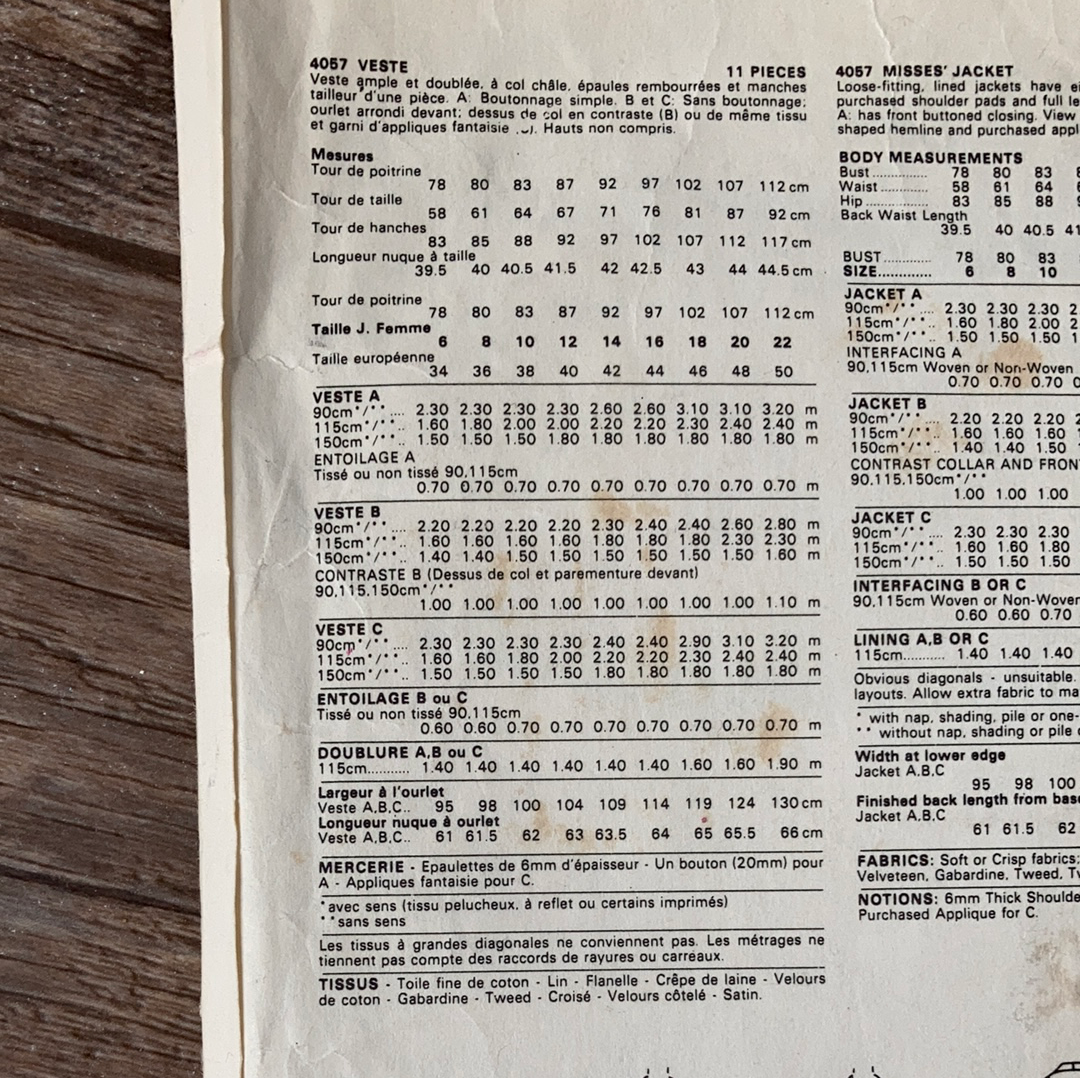 4057 VESTE 11 PIECES
Veste ample et doublée, à col châle, épaules rembourrées et manches
tailleur d'une pièce. A: Boutonnage simple. B et C: Sans boutonnage;
ourlet arrondi devant; dessus de col en contraste (B) ou de même tissu
et garni d'appliques fantaisie Hauts non compris.
Mesures
Tour de poitrine
78 80 83 87 92 97 102 107 112 cm
Tour de taille
58 61 64 67 71 76 81 87 92 cm
Tour de hanches
83 85 88 92 97 102 107 112 117 cm
Longueur nuque à taille
39.5 40 40.5 41.5 42 42.5 43 44 44.5 cm
Tour de poitrine
78 80 83 87 92 97 102 107 112 cm
Taille J. Femme
6 8 10 12 14 16 18 20 22
Taille européenne
34 36 38 40 42 44 46 48 50
VESTE A
90cm*/** .... 2.30 2.30 2.30 2.30 2.60 2.60 3.10 3.10 3.20 m
115cm*/** .. 1.60 1.80 2.00 2.00 2.20 2.20 2.30 2.40 2.40 m
150cm*/** .. 1.50 1.50 1.50 1.80 1.80 1.80 1.80 1.80 1.80 m
ENTOILAGE A
Tissé ou non tissé 90,115cm
0.70 0.70 0.70 0.70 0.70 0.70 0.70 0.70 0.70 m
VESTE B
90cm*/** .... 2.20 2.20 2.20 2.20 2.30 2.40 2.40 2.60 2.80 m
115cm*/** .. 1.60 1.60 1.60 1.60 1.80 1.80 1.80 2.30 2.30 m
150cm*/** .. 1.40 1.40 1.50 1.50 1.50 1.50 1.50 1.50 1.60 m
CONTRASTE B (Dessus de col et parementure devant)
90,115,150cm*/**
1.00 1.00 1.00 1.00 1.00 1.00 1.00 1.00 1.10 m
VESTE C
90cm*/** .... 2.30 2.30 2.30 2.30 2.40 2.40 2.90 3.10 3.20 m
115cm*/** .. 1.60 1.60 1.80 2.00 2.20 2.20 2.30 2.40 2.40 m
150cm*/** .. 1.50 1.50 1.50 1.50 1.80 1.80 1.80 1.80 1.80 m
ENTOILAGE B ou C
Tissé ou non tissé 90,115cm
0.60 0.60 0.70 0.70 0.70 0.70 0.70 0.70 0.70 m
DOUBLURE A,B ou C
115cm........... 1.40 1.40 1.40 1.40 1.40 1.40 1.60 1.60 1.90 m
Largeur à l'ourlet
Veste A,B,C.. 95 98 100 104 109 114 119 124 130 cm
Longueur nuque à ourlet
Veste A,B,C.. 61 61.5 62 63 63.5 64 65 65.5 66 cm
MERCERIE - Epaulettes de 6mm d'épaisseur - Un bouton (20mm) pour
A - Appliques fantaisie pour C.
*avec sens (tissu pelucheux, à reflet ou certains imprimés)
**sans sens
Les tissus à grandes diagonales ne conviennent pas. Les métrages ne
tiennent pas compte des raccords de rayures ou carreaux.
TISSUS - Toile fine de coton - Lin - Flanelle - Crêpe de laine - Velours
de coton - Gabardine - Tweed - Croisé - Velours côtelé - Satin.
4057 MISSES' JACKET
Loose-fitting, lined jackets have
purchased shoulder pads and full
A: has front buttoned closing. View
shaped hemline and purchased
BODY MEASUREMENTS
Bust .............. 78 80 83
Waist ............ 58 61 64
Hip ................ 83 85 88
Back Waist Length
39.5 40 40.5 41
BUST............ 78 80 83
SIZE............. 6 8 10
JACKET A
90cm*/** .... 2.30 2.30 2.30 2
115cm*/** .. 1.60 1.80 2.00 2
150cm*/** .. 1.50 1.50 1.50 1
INTERFACING A
90,115cm Woven or Non-Woven
0.70 0.70 0.70 0
JACKET B
90cm*/** .... 2.20 2.20 2.20 2
115cm*/** .. 1.60 1.60 1.60 1
150cm*/** .. 1.40 1.40 1.50
CONTRAST COLLAR AND FRON
90,115,150cm*/**
1.00 1.00 1.00
JACKET C
90cm*/** .... 2.30 2.30 2.30
115cm*/** .. 1.60 1.60 1.80
150cm*/** .. 1.50 1.50 1.50
INTERFACING B OR C
90,115cm Woven or Non-Woven
0.60 0.60 0.70
LINING A,B OR C
115cm........... 1.40 1.40 1.40
Obvious diagonals - unsuitable.
layouts. Allow extra fabric to ma
* with nap, shading, pile or one-
** without nap, shading or pile
Width at lower edge
Jacket A,B,C
95 98 100
Finished back length from base
Jacket A,B,C
61 61.5 62
FABRICS: Soft or Crisp fabrics;
Velveteen, Gabardine, Tweed,
NOTIONS: 6mm Thick Shoulde
Purchased Applique for C.